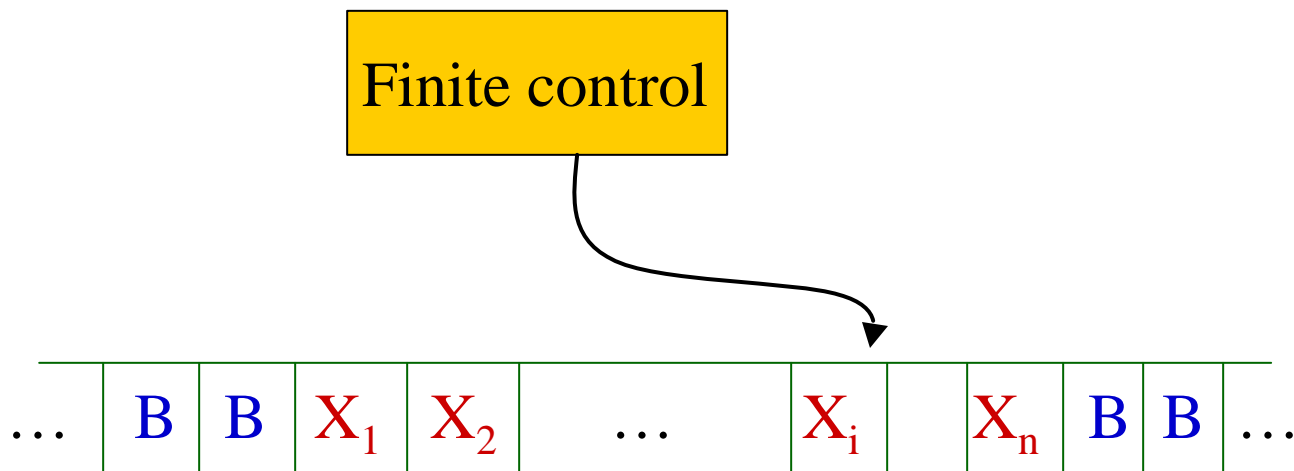 Finite control
… B B X₁ X₂ … Xᵢ Xₙ B B …